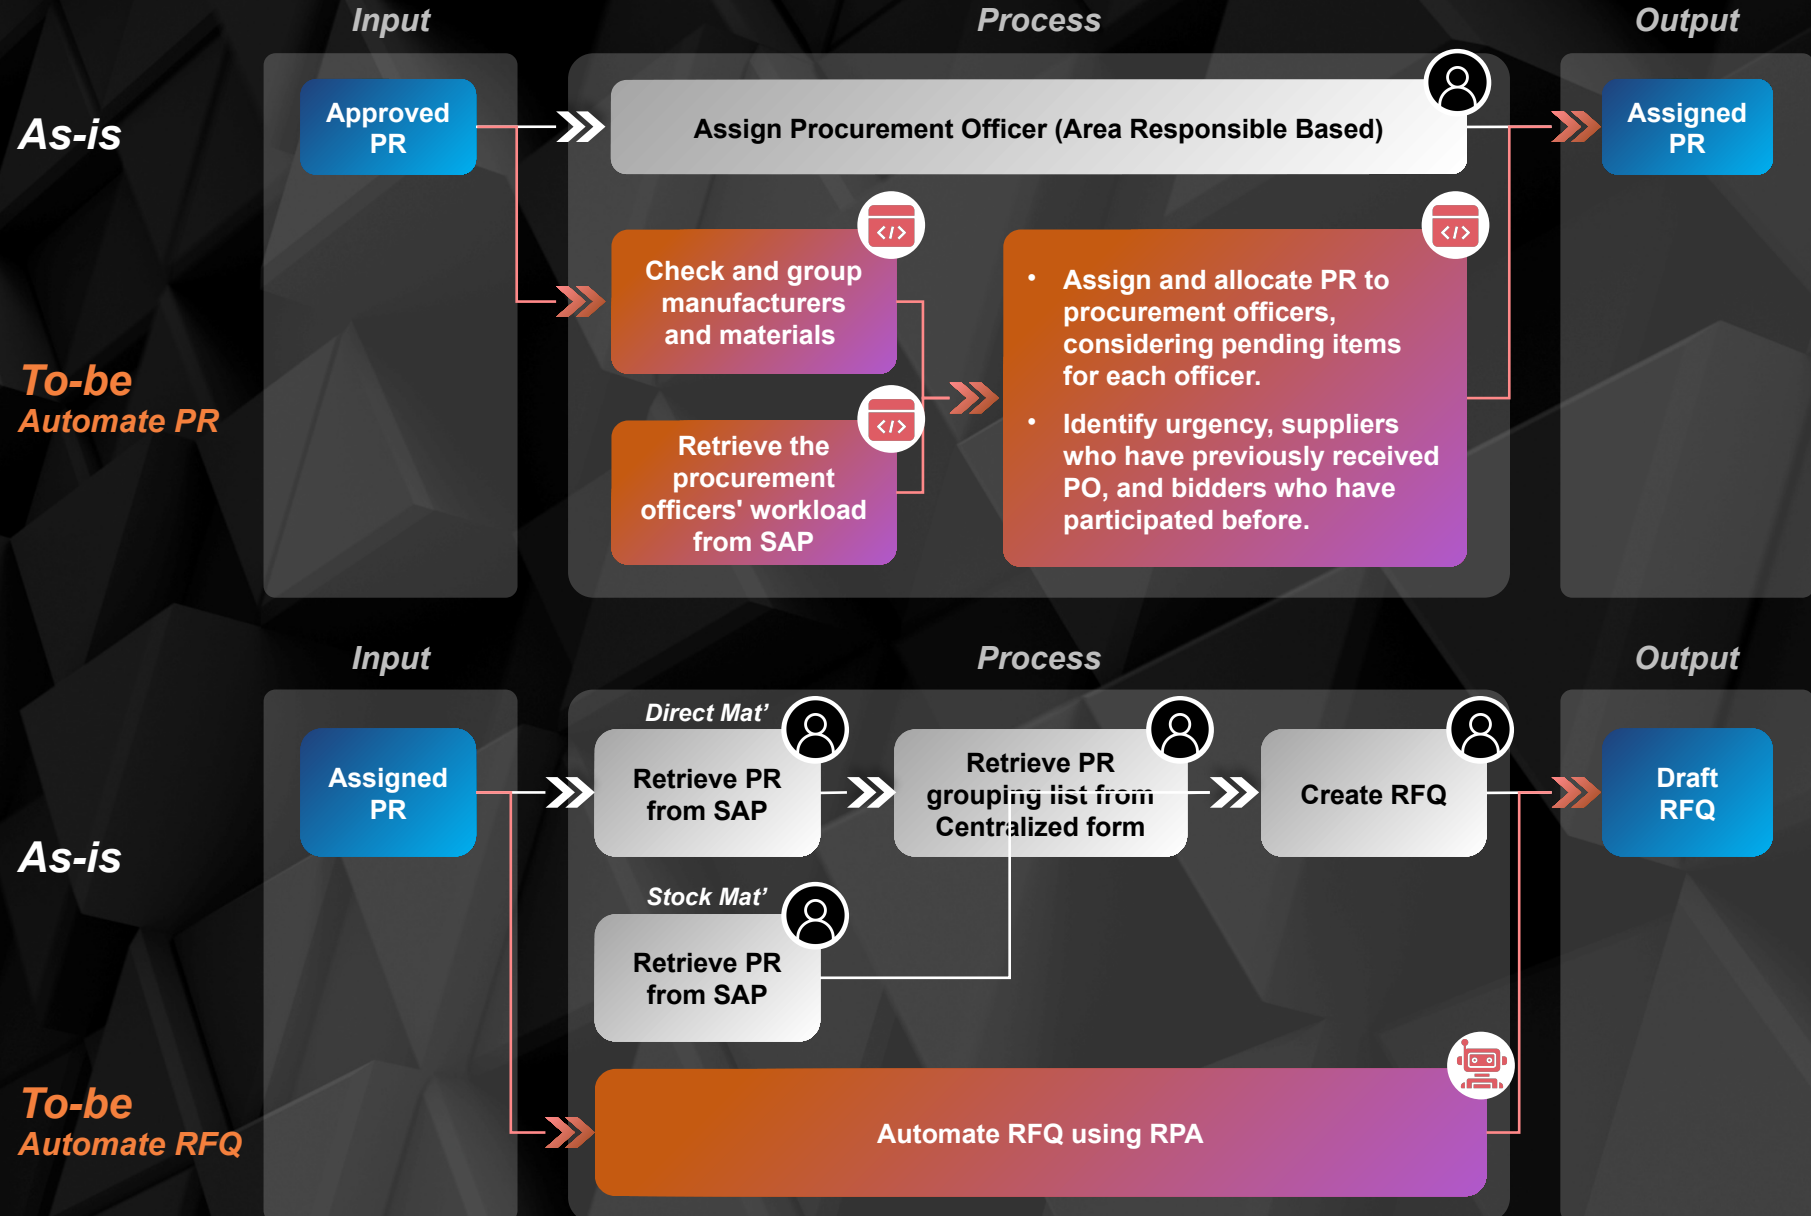 Input
Process
Output
As-is
Approved
PR
Assign Procurement Officer (Area Responsible Based)
Assigned
PR
To-be
Automate PR
Check and group
manufacturers
and materials
</>
Retrieve the
procurement
officers' workload
from SAP
</>
• Assign and allocate PR to
procurement officers,
considering pending items
for each officer.
• Identify urgency, suppliers
who have previously received
PO, and bidders who have
participated before.
</>
Input
Process
Output
As-is
Assigned
PR
Direct Mat’
Retrieve PR
from SAP
Retrieve PR
grouping list from
Centralized form
Create RFQ
Draft
RFQ
Stock Mat’
Retrieve PR
from SAP
To-be
Automate RFQ
Automate RFQ using RPA